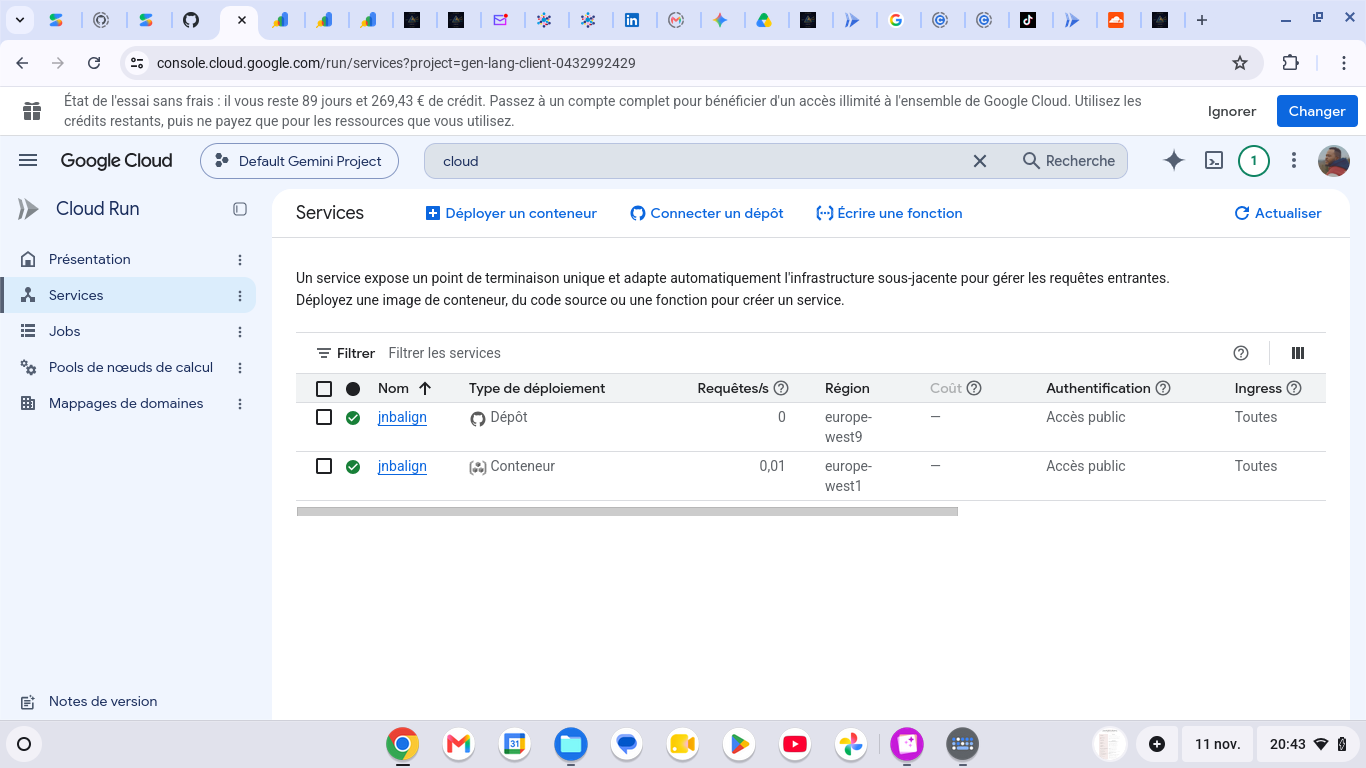 console.cloud.google.com/run/services?project=gen-lang-client-0432992429
État de l'essai sans frais : il vous reste 89 jours et 269,43 € de crédit. Passez à un compte complet pour bénéficier d'un accès illimité à l'ensemble de Google Cloud. Utilisez les
crédits restants, puis ne payez que pour les ressources que vous utilisez.
Ignorer
Changer
Google Cloud
Default Gemini Project
cloud
Recherche
1
Cloud Run
Présentation
Services
Jobs
Pools de nœuds de calcul
Mappages de domaines
Notes de version
Services
Déployer un conteneur
Connecter un dépôt
Écrire une fonction
Actualiser
Un service expose un point de terminaison unique et adapte automatiquement l'infrastructure sous-jacente pour gérer les requêtes entrantes.
Déployez une image de conteneur, du code source ou une fonction pour créer un service.
Filtrer Filtrer les services
Nom Type de déploiement Requêtes/s Région Coût Authentification Ingress
jnbalign Dépôt 0 europe-west9 — Accès public Toutes
jnbalign Conteneur 0,01 europe-west1 — Accès public Toutes
31
11 nov.
20:43